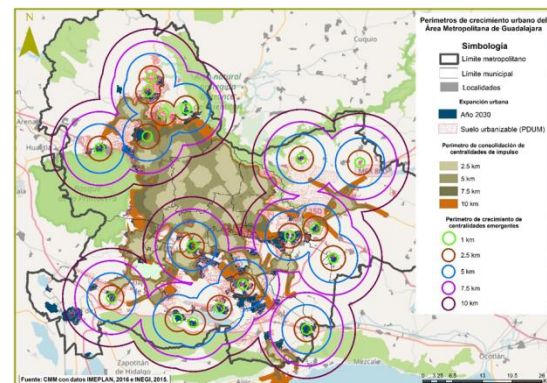 Perímetros de crecimiento urbano del
Área Metropolitana de Guadalajara
Simbología
Límite metropolitano
Límite municipal
Localidades
Expansión urbana
Año 2030
Suelo urbanizable (PDUM)
Perímetro de consolidación de
centralidades de impulso
2.5 km
5 km
7.5 km
10 km
Perímetro de crecimiento de
centralidades emergentes
1 km
2.5 km
5 km
7.5 km
10 km
Cuquio
Zapotlán
de Hidalgo
Ocotlán
Fuente: CMM con datos IMEPLAN, 2016 e INEGI, 2015.